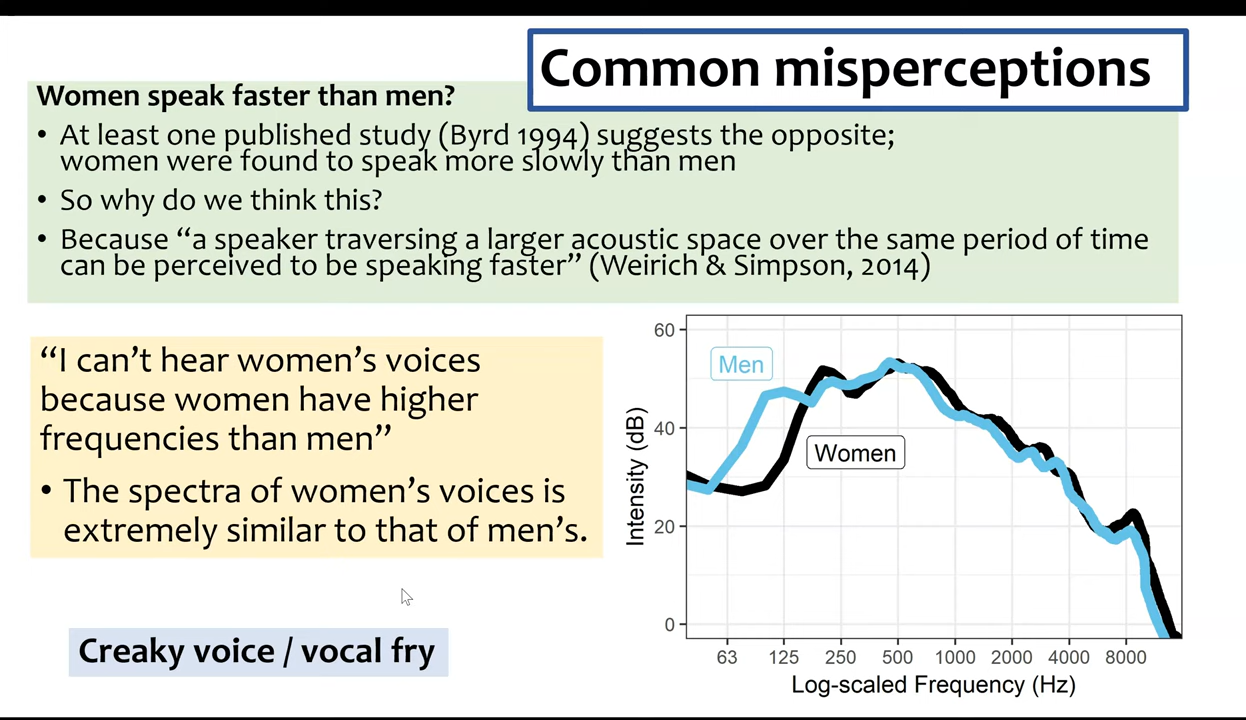 Common misperceptions
Women speak faster than men?
• At least one published study (Byrd 1994) suggests the opposite;
women were found to speak more slowly than men
• So why do we think this?
• Because “a speaker traversing a larger acoustic space over the same period of time
can be perceived to be speaking faster” (Weirich & Simpson, 2014)
“I can’t hear women’s voices
because women have higher
frequencies than men”
• The spectra of women’s voices is
extremely similar to that of men’s.
Creaky voice / vocal fry
Men
Women
Intensity (dB)
60
40
20
0
63 125 250 500 1000 2000 4000 8000
Log-scaled Frequency (Hz)